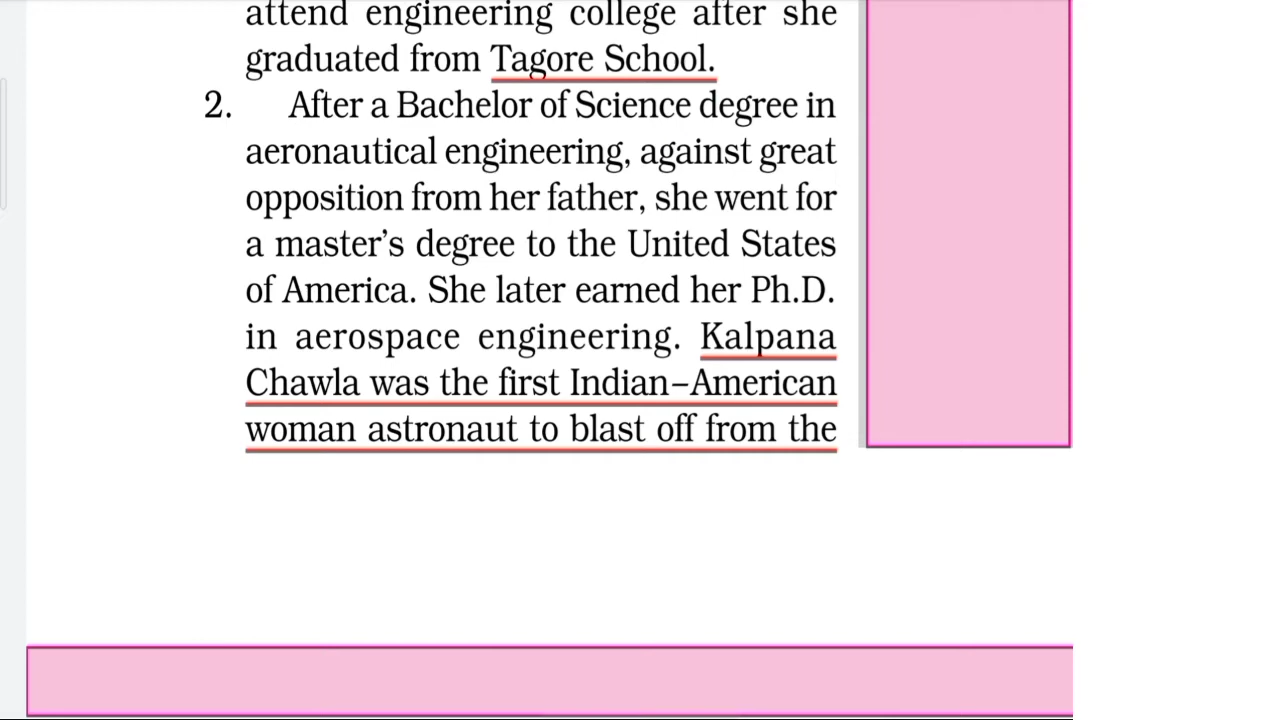 attend engineering college after she
graduated from Tagore School.
2. After a Bachelor of Science degree in
aeronautical engineering, against great
opposition from her father, she went for
a master's degree to the United States
of America. She later earned her Ph.D.
in aerospace engineering. Kalpana
Chawla was the first Indian–American
woman astronaut to blast off from the